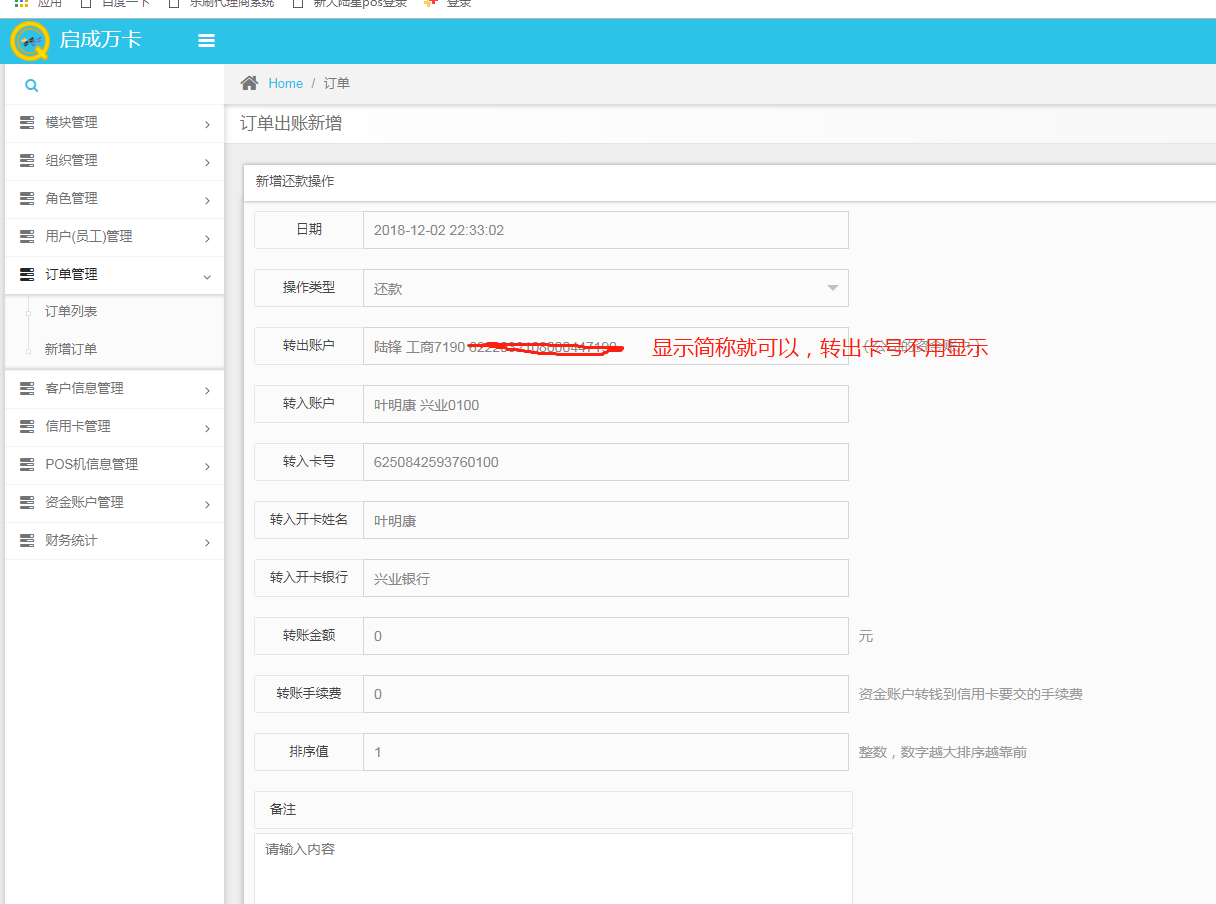 应用 百度一下 乐刷代理商系统 新大陆星pos登录 登录
启成万卡
Home / 订单
模块管理
组织管理
角色管理
用户(员工)管理
订单管理
订单列表
新增订单
客户信息管理
信用卡管理
POS机信息管理
资金账户管理
财务统计
订单出账新增
新增还款操作
日期 2018-12-02 22:33:02
操作类型 还款
转出账户 陆锋 工商7190
显示简称就可以，转出卡号不用显示
转入账户 叶明康 兴业0100
转入卡号 6250842593760100
转入开卡姓名 叶明康
转入开卡银行 兴业银行
转账金额 0 元
转账手续费 0 资金账户转钱到信用卡要交的手续费
排序值 1 整数，数字越大排序越靠前
备注
请输入内容